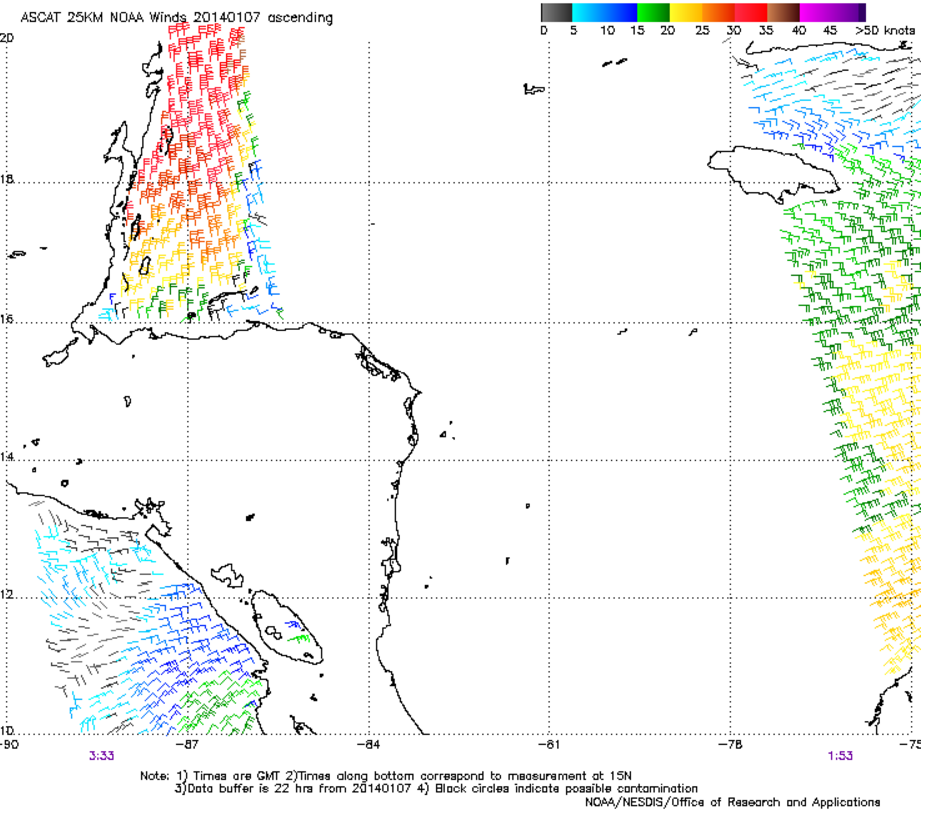 ASCAT 25KM NOAA Winds 20140107 ascending
0 5 10 15 20 25 30 35 40 45 >50 knots
20
18
16
14
12
10
-90 -87 -84 -81 -78 -75
3:33 1:53
Note: 1) Times are GMT 2)Times along bottom correspond to measurement at 15N
3)Data buffer is 22 hrs from 20140107 4) Black circles indicate possible contamination
NOAA/NESDIS/Office of Research and Applications